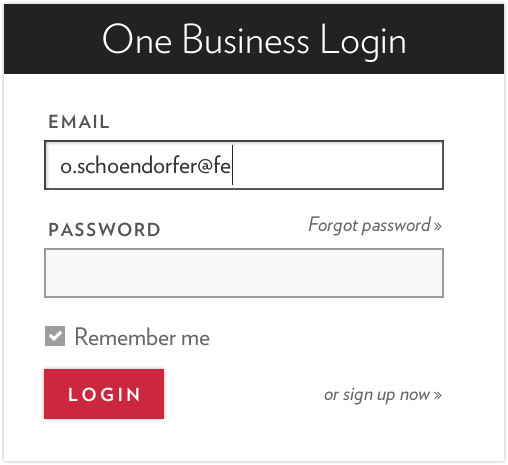 One Business Login
EMAIL
o.schoendorfer@fe
PASSWORD
Forgot password »
Remember me
LOGIN
or sign up now »